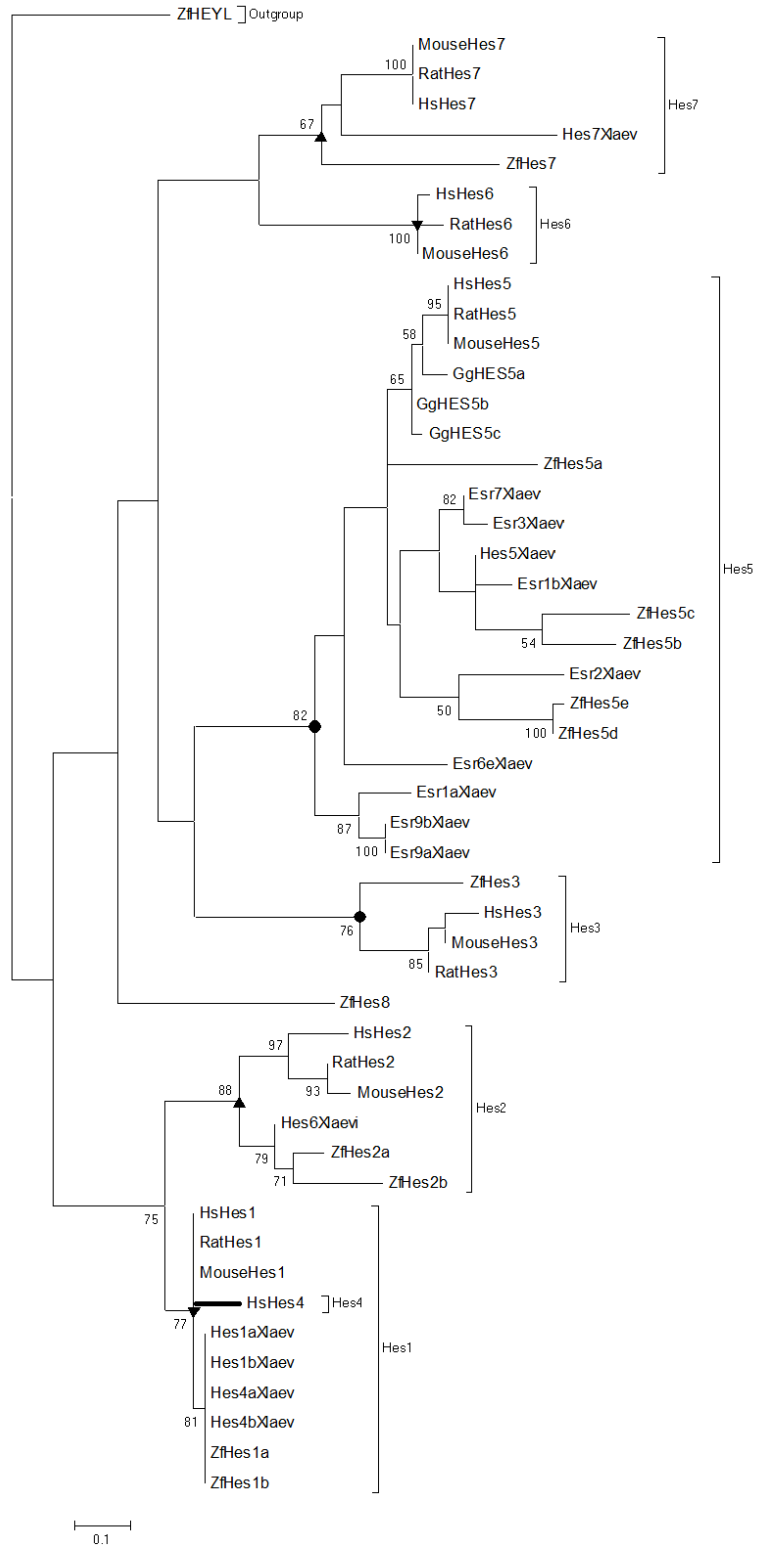 ZfHEYL
Outgroup
MouseHes7
100
RatHes7
HsHes7
Hes7
67
Hes7Xlaev
ZfHes7
HsHes6
RatHes6
Hes6
100
MouseHes6
HsHes5
95
RatHes5
58
MouseHes5
GgHES5a
65
GgHES5b
GgHES5c
ZfHes5a
Esr7Xlaev
82
Esr3Xlaev
Hes5Xlaev
Hes5
Esr1bXlaev
ZfHes5c
54
ZfHes5b
Esr2Xlaev
50
ZfHes5e
82
100
ZfHes5d
Esr6eXlaev
Esr1aXlaev
87
Esr9bXlaev
100
Esr9aXlaev
ZfHes3
HsHes3
76
Hes3
MouseHes3
85
RatHes3
ZfHes8
HsHes2
97
RatHes2
88
93
MouseHes2
Hes2
Hes6Xlaevi
79
ZfHes2a
71
ZfHes2b
75
HsHes1
RatHes1
MouseHes1
HsHes4
Hes4
77
Hes1aXlaev
Hes1
Hes1bXlaev
Hes4aXlaev
81
Hes4bXlaev
ZfHes1a
ZfHes1b
0.1